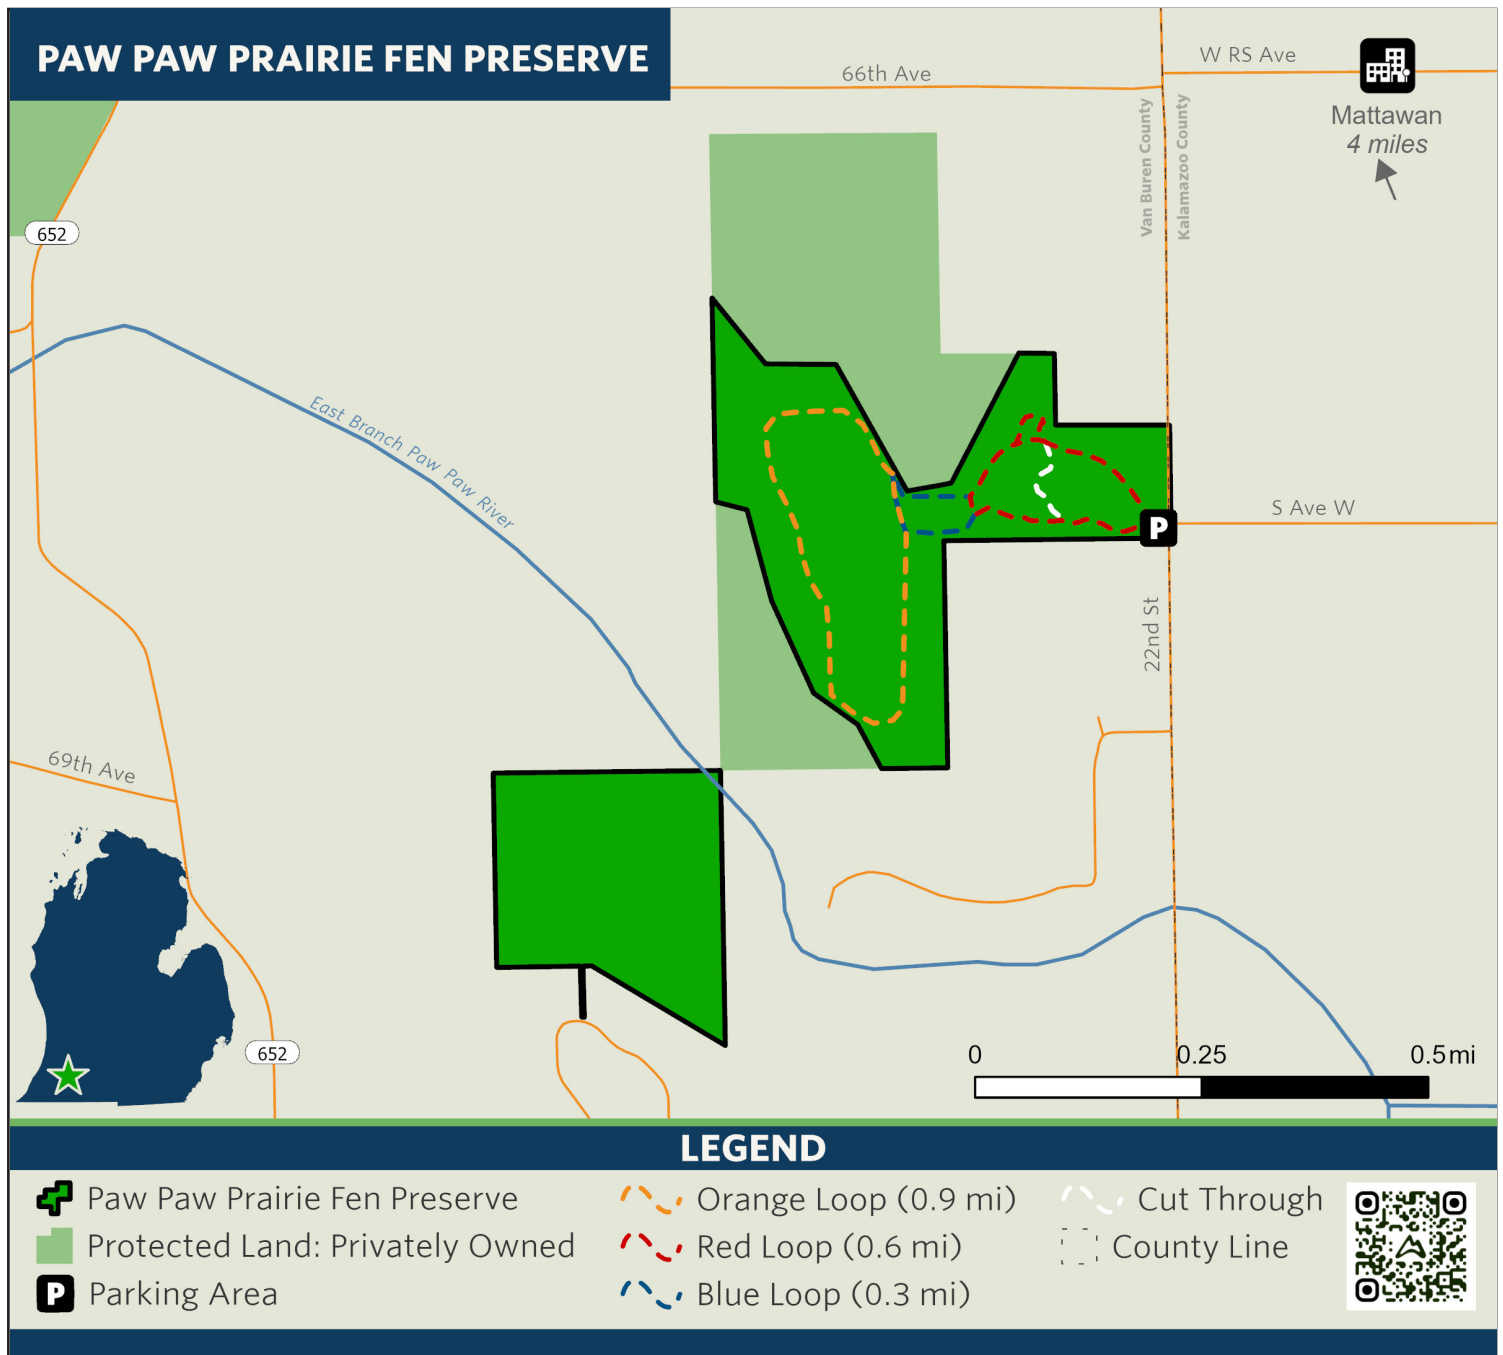 PAW PAW PRAIRIE FEN PRESERVE
66th Ave
W RS Ave
Mattawan
4 miles
Van Buren County
Kalamazoo County
652
East Branch Paw Paw River
S Ave W
P
22nd St
69th Ave
652
0 0.25 0.5 mi
LEGEND
Paw Paw Prairie Fen Preserve
Orange Loop (0.9 mi)
Cut Through
Protected Land: Privately Owned
Red Loop (0.6 mi)
County Line
P Parking Area
Blue Loop (0.3 mi)